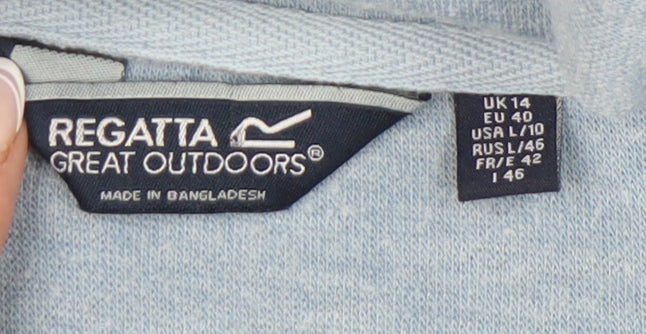 REGATTA
GREAT OUTDOORS®
MADE IN BANGLADESH
UK 14
EU 40
USA L/10
RUS L/46
FR/E 42
I 46